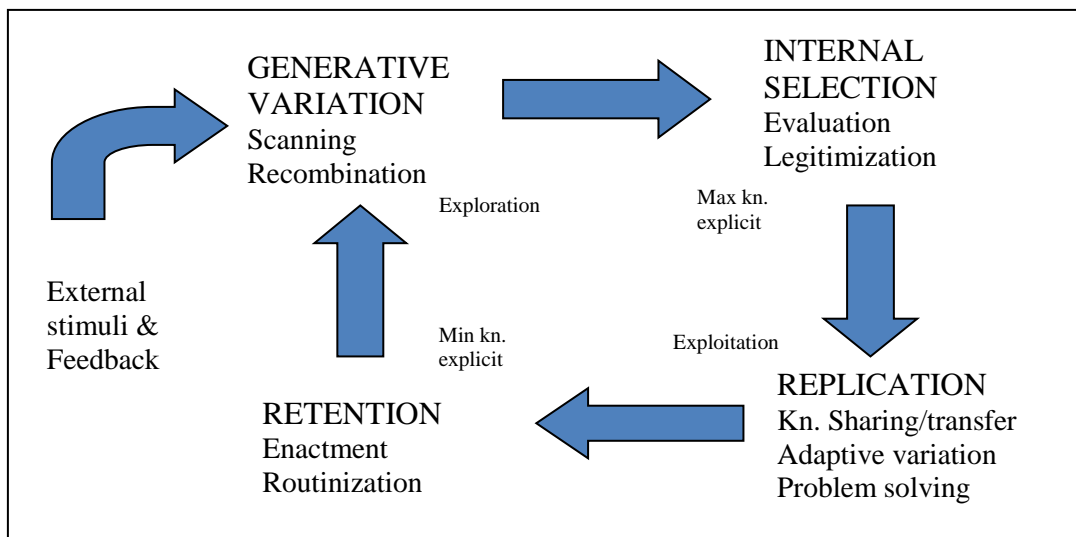 GENERATIVE
VARIATION
Scanning
Recombination
INTERNAL
SELECTION
Evaluation
Legitimization
Exploration
Max kn.
explicit
External
stimuli &
Feedback
Min kn.
explicit
Exploitation
RETENTION
Enactment
Routinization
REPLICATION
Kn. Sharing/transfer
Adaptive variation
Problem solving